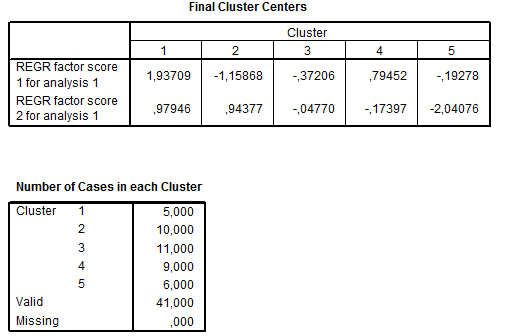 Final Cluster Centers
Cluster
1 2 3 4 5
REGR factor score
1 for analysis 1 1,93709 -1,15868 -,37206 ,79452 -,19278
REGR factor score
2 for analysis 1 ,97946 ,94377 -,04770 -,17397 -2,04076
Number of Cases in each Cluster
Cluster 1 5,000
2 10,000
3 11,000
4 9,000
5 6,000
Valid 41,000
Missing ,000